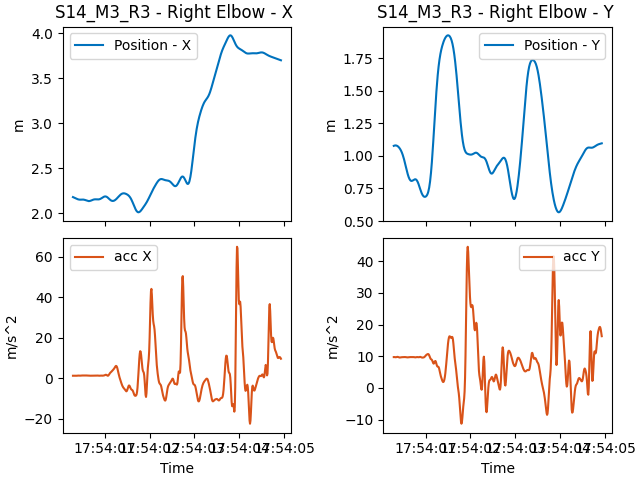 S14_M3_R3 - Right Elbow - X
S14_M3_R3 - Right Elbow - Y
4.0
3.5
3.0
2.5
2.0
m
Position - X
1.75
1.50
1.25
1.00
0.75
0.50
m
Position - Y
60
40
20
0
−20
m/s^2
acc X
40
30
20
10
0
−10
m/s^2
acc Y
17:54:05
Time
17:54:05
Time